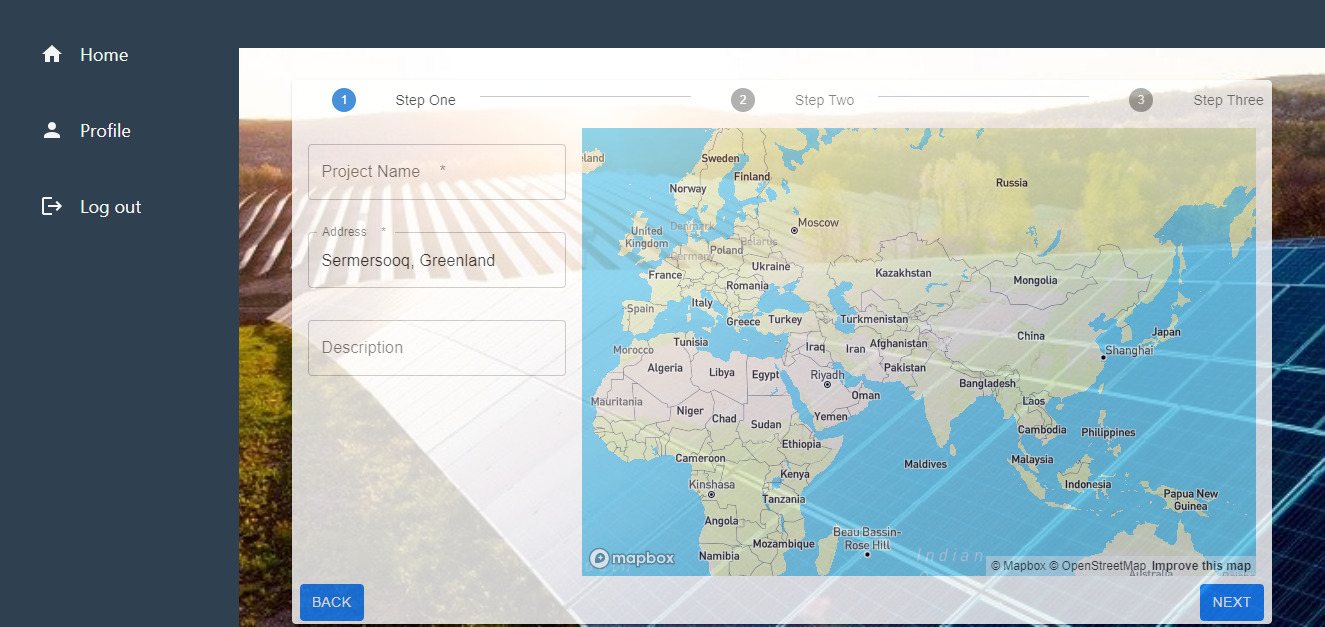 Home
Profile
Log out
1 Step One
2 Step Two
3 Step Three
Project Name *
Address *
Sermersooq, Greenland
Description
BACK
NEXT
eland
Sweden
Finland
Norway
Russia
Moscow
United
Kingdom
Denmark
Belarus
Poland
Germany
Ukraine
France
Romania
Kazakhstan
Mongolia
Italy
Spain
Greece
Turkey
Turkmenistan
China
Japan
Tunisia
Morocco
Iraq
Iran
Afghanistan
Shanghai
Algeria
Libya
Egypt
Riyadh
Pakistan
Bangladesh
Oman
Mauritania
Laos
Niger
Chad
Sudan
Yemen
Cambodia
Philippines
Ethiopia
Cameroon
Maldives
Malaysia
Kenya
Kinshasa
Indonesia
Tanzania
Papua New
Guinea
Angola
Beau Bassin-
Rose Hill
Mozambique
Namibia
Indian
Australia
mapbox
© Mapbox © OpenStreetMap Improve this map